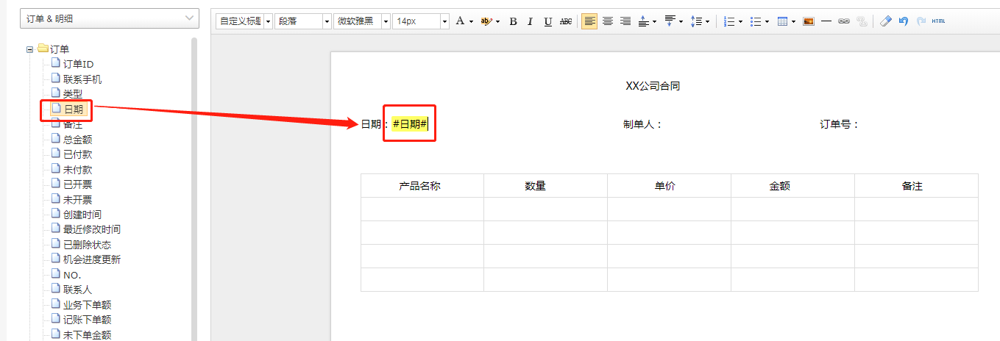 订单 & 明细
订单
订单ID
联系手机
类型
日期
备注
总金额
已付款
未付款
已开票
未开票
创建时间
最近修改时间
已删除状态
机会进度更新
NO.
联系人
业务下单额
记账下单额
未下单金额
自定义标题 段落 微软雅黑 14px A ab B I U ABC HTML
XX公司合同
日期：#日期# 制单人： 订单号：
产品名称 数量 单价 金额 备注